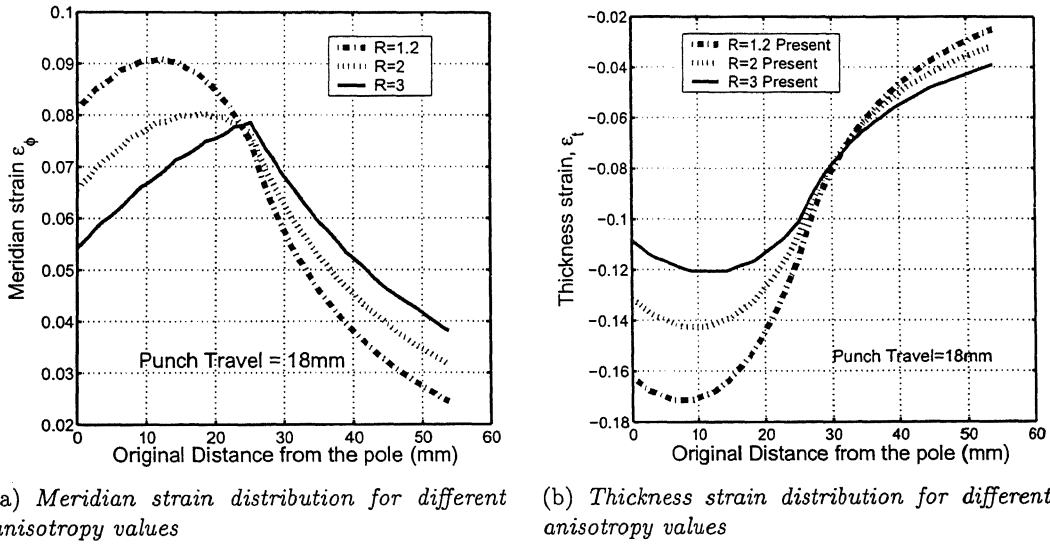 0.1
0.09
0.08
0.07
0.06
0.05
0.04
0.03
0.02
Meridian strain εϕ
R=1.2
R=2
R=3
Punch Travel = 18mm
0 10 20 30 40 50 60
Original Distance from the pole (mm)
−0.02
−0.04
−0.06
−0.08
−0.1
−0.12
−0.14
−0.16
−0.18
Thickness strain, εt
R=1.2 Present
R=2 Present
R=3 Present
Punch Travel=18mm
0 10 20 30 40 50 60
Original Distance from the pole (mm)
a) Meridian strain distribution for different
anisotropy values
(b) Thickness strain distribution for different
anisotropy values